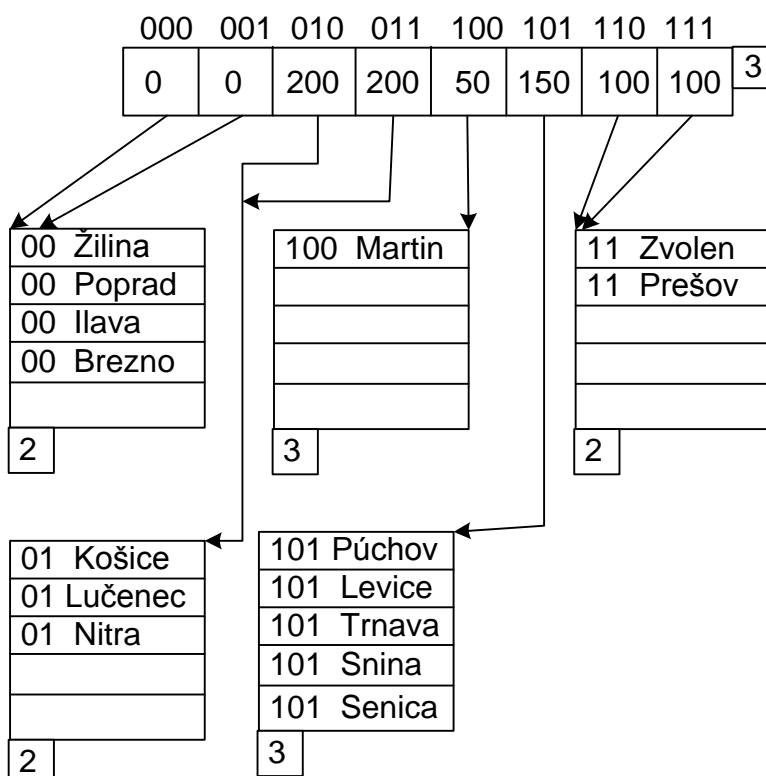 000 001 010 011 100 101 110 111
0 0 200 200 50 150 100 100 3
00 Žilina
00 Poprad
00 Ilava
00 Brezno
2
100 Martin
3
11 Zvolen
11 Prešov
2
01 Košice
01 Lučenec
01 Nitra
2
101 Púchov
101 Levice
101 Trnava
101 Snina
101 Senica
3